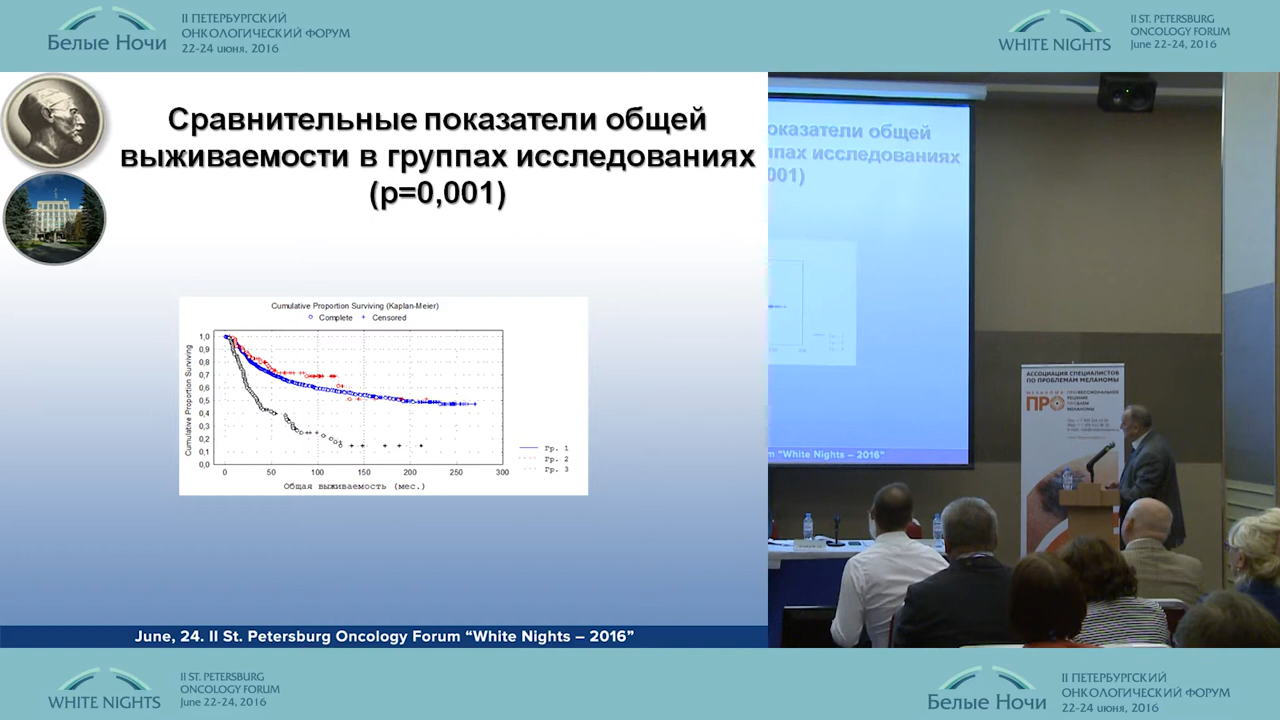 II ПЕТЕРБУРГСКИЙ
ОНКОЛОГИЧЕСКИЙ ФОРУМ
Белые Ночи
22-24 июня, 2016
WHITE NIGHTS
II ST. PETERSBURG
ONCOLOGY FORUM
June 22-24, 2016
Сравнительные показатели общей
выживаемости в группах исследованиях
(p=0,001)
Cumulative Proportion Surviving (Kaplan-Meier)
Complete Censored
Cumulative Proportion Surviving
1,0
0,9
0,8
0,7
0,6
0,5
0,4
0,3
0,2
0,1
0,0
0 50 100 150 200 250 300
Общая выживаемость (мес.)
Гр. 1
Гр. 2
Гр. 3
June, 24. II St. Petersburg Oncology Forum “White Nights – 2016”
оказатели общей
ппах исследованиях
001)
m “White Nights – 2016”
АССОЦИАЦИЯ СПЕЦИАЛИСТОВ
ПО ПРОБЛЕМАМ МЕЛАНОМЫ
МЕЛАНОМА
ПРО
ПРОФЕССИОНАЛЬНОЕ
РЕШЕНИЕ
ПРОБЛЕМ
МЕЛАНОМЫ
WHITE NIGHTS
II ST. PETERSBURG
ONCOLOGY FORUM
June 22-24, 2016
Белые Ночи
II ПЕТЕРБУРГСКИЙ
ОНКОЛОГИЧЕСКИЙ ФОРУМ
22-24 июня, 2016